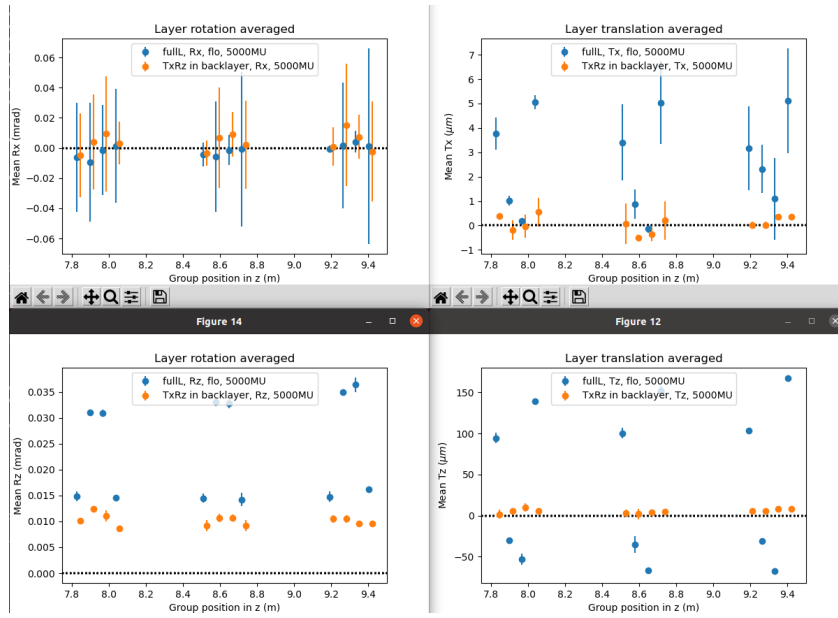 Layer rotation averaged
fullL, Rx, flo, 5000MU
TxRz in backlayer, Rx, 5000MU
Mean Rx (mrad)
0.06
0.04
0.02
0.00
−0.02
−0.04
−0.06
7.8 8.0 8.2 8.4 8.6 8.8 9.0 9.2 9.4
Group position in z (m)
Layer translation averaged
fullL, Tx, flo, 5000MU
TxRz in backlayer, Tx, 5000MU
Mean Tx (μm)
7
6
5
4
3
2
1
0
−1
7.8 8.0 8.2 8.4 8.6 8.8 9.0 9.2 9.4
Group position in z (m)
Figure 14
Layer rotation averaged
fullL, Rz, flo, 5000MU
TxRz in backlayer, Rz, 5000MU
Mean Rz (mrad)
0.035
0.030
0.025
0.020
0.015
0.010
0.005
0.000
7.8 8.0 8.2 8.4 8.6 8.8 9.0 9.2 9.4
Group position in z (m)
Figure 12
Layer translation averaged
fullL, Tz, flo, 5000MU
TxRz in backlayer, Tz, 5000MU
Mean Tz (μm)
150
100
50
0
−50
7.8 8.0 8.2 8.4 8.6 8.8 9.0 9.2 9.4
Group position in z (m)